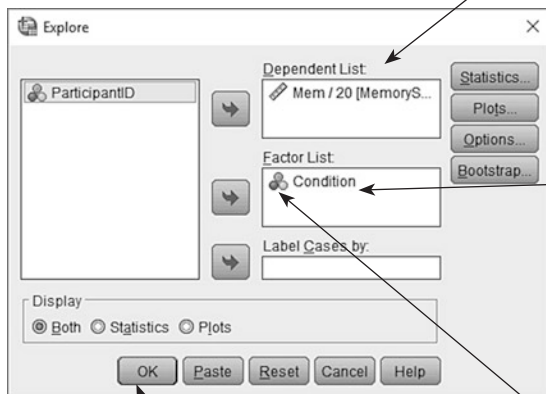 Explore
ParticipantID
Dependent List:
Mem / 20 [MemoryS...
Factor List:
Condition
Label Cases by:
Statistics...
Plots...
Options...
Bootstrap...
Display
Both Statistics Plots
OK Paste Reset Cancel Help